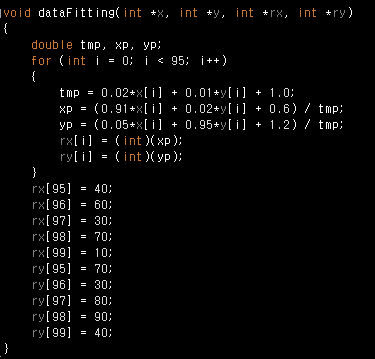 void dataFitting(int *x, int *y, int *rx, int *ry)
{
    double tmp, xp, yp;
    for (int i = 0; i < 95; i++)
    {
        tmp = 0.02*x[i] + 0.01*y[i] + 1.0;
        xp = (0.91*x[i] + 0.02*y[i] + 0.6) / tmp;
        yp = (0.05*x[i] + 0.95*y[i] + 1.2) / tmp;
        rx[i] = (int)(xp);
        ry[i] = (int)(yp);
    }
    rx[95] = 40;
    rx[96] = 60;
    rx[97] = 30;
    rx[98] = 70;
    rx[99] = 10;
    ry[95] = 70;
    ry[96] = 30;
    ry[97] = 80;
    ry[98] = 90;
    ry[99] = 40;
}